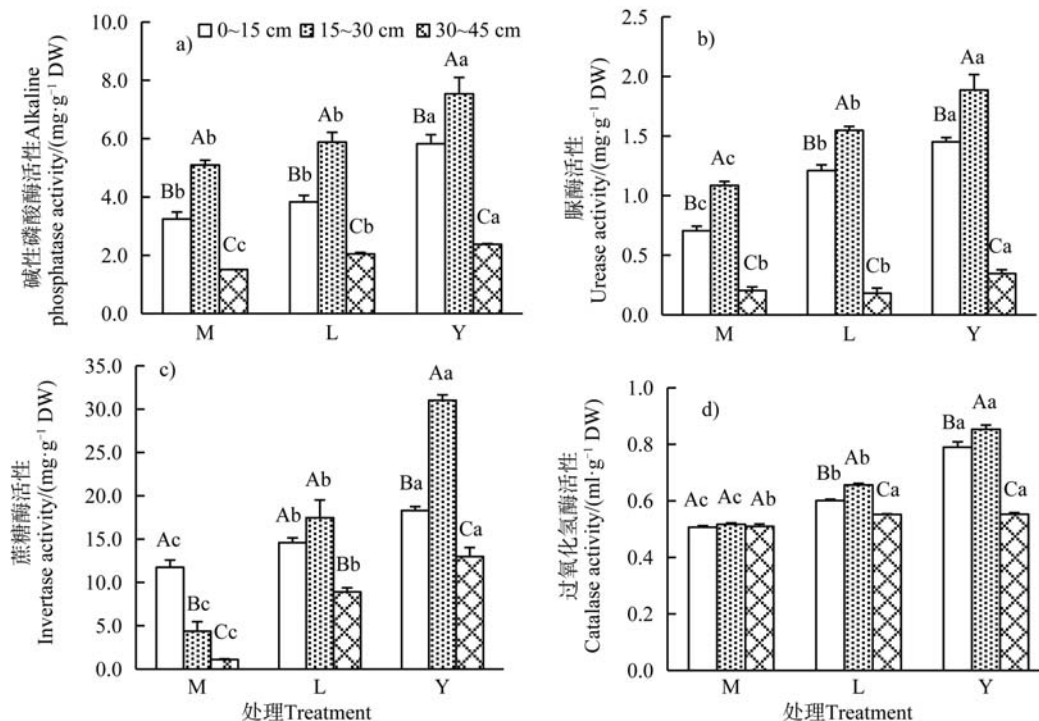 a)
0~15 cm 15~30 cm 30~45 cm
碱性磷酸酶活性Alkaline
phosphatase activity/(mg·g⁻¹ DW)
10.0
8.0
6.0
4.0
2.0
0.0
Bb Ab Cc
Bb Ab Cb
Ba Aa Ca
M L Y
b)
脲酶活性
Urease activity/(mg·g⁻¹ DW)
2.5
2.0
1.5
1.0
0.5
0.0
Bc Ac Cb
Bb Ab Cb
Ba Aa Ca
M L Y
c)
蔗糖酶活性
Invertase activity/(mg·g⁻¹ DW)
35.0
30.0
25.0
20.0
15.0
10.0
5.0
0.0
Ac Bc Cc
Ab Ab Bb
Ba Aa Ca
M L Y
处理Treatment
d)
过氧化氢酶活性
Catalase activity/(ml·g⁻¹ DW)
1.0
0.8
0.6
0.4
0.2
0.0
Ac Ac Ab
Bb Ab Ca
Ba Aa Ca
M L Y
处理Treatment